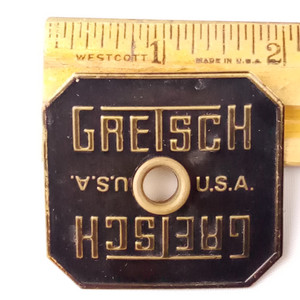 1 2
WESTCOTT MADE IN U.S.A.
GRETSCH
U.S.A. U.S.A.
GRETSCH